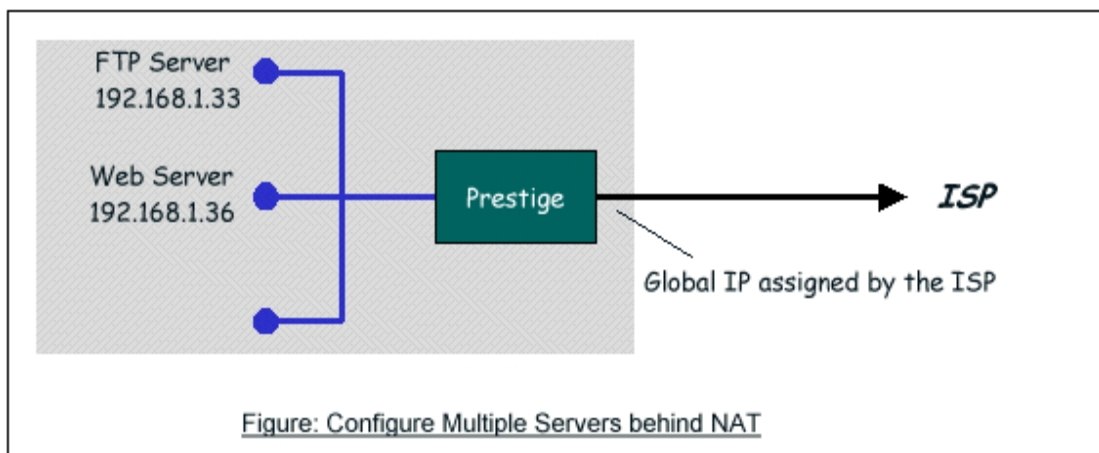 FTP Server
192.168.1.33
Web Server
192.168.1.36
Prestige
ISP
Global IP assigned by the ISP
Figure: Configure Multiple Servers behind NAT